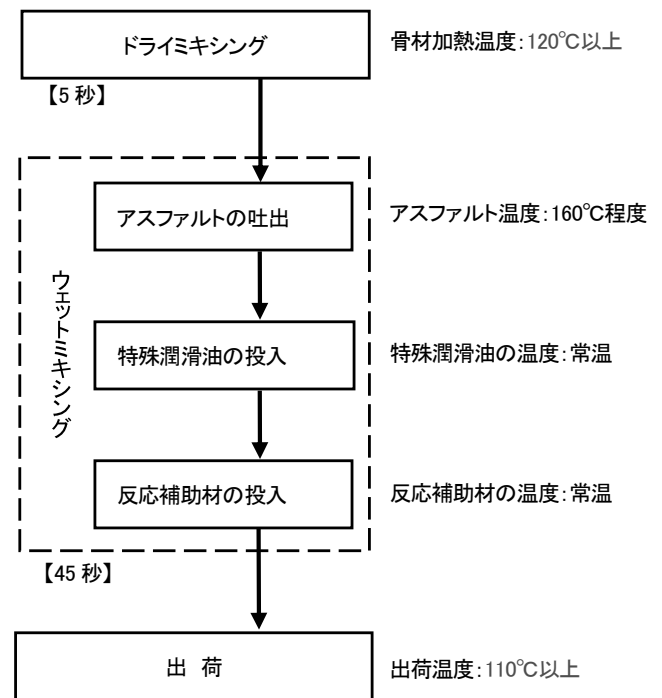 ドライミキシング
骨材加熱温度：120℃以上
【5 秒】
アスファルトの吐出
アスファルト温度：160℃程度
ウェットミキシング
特殊潤滑油の投入
特殊潤滑油の温度：常温
反応補助材の投入
反応補助材の温度：常温
【45 秒】
出 荷
出荷温度：110℃以上